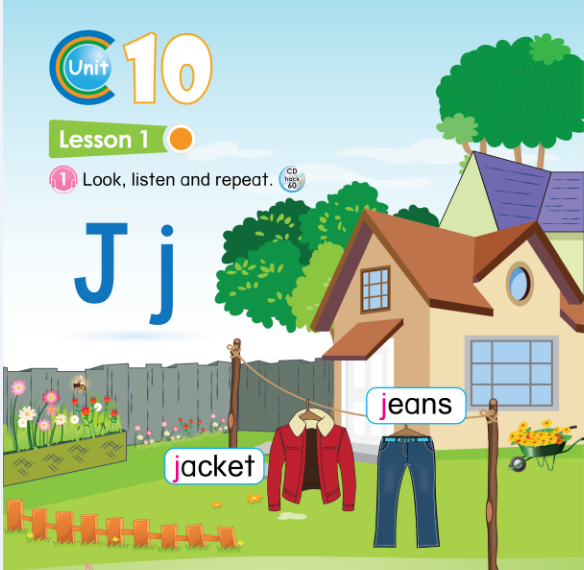 Unit 10
Lesson 1
1 Look, listen and repeat. CD Track 60
J j
jeans
jacket